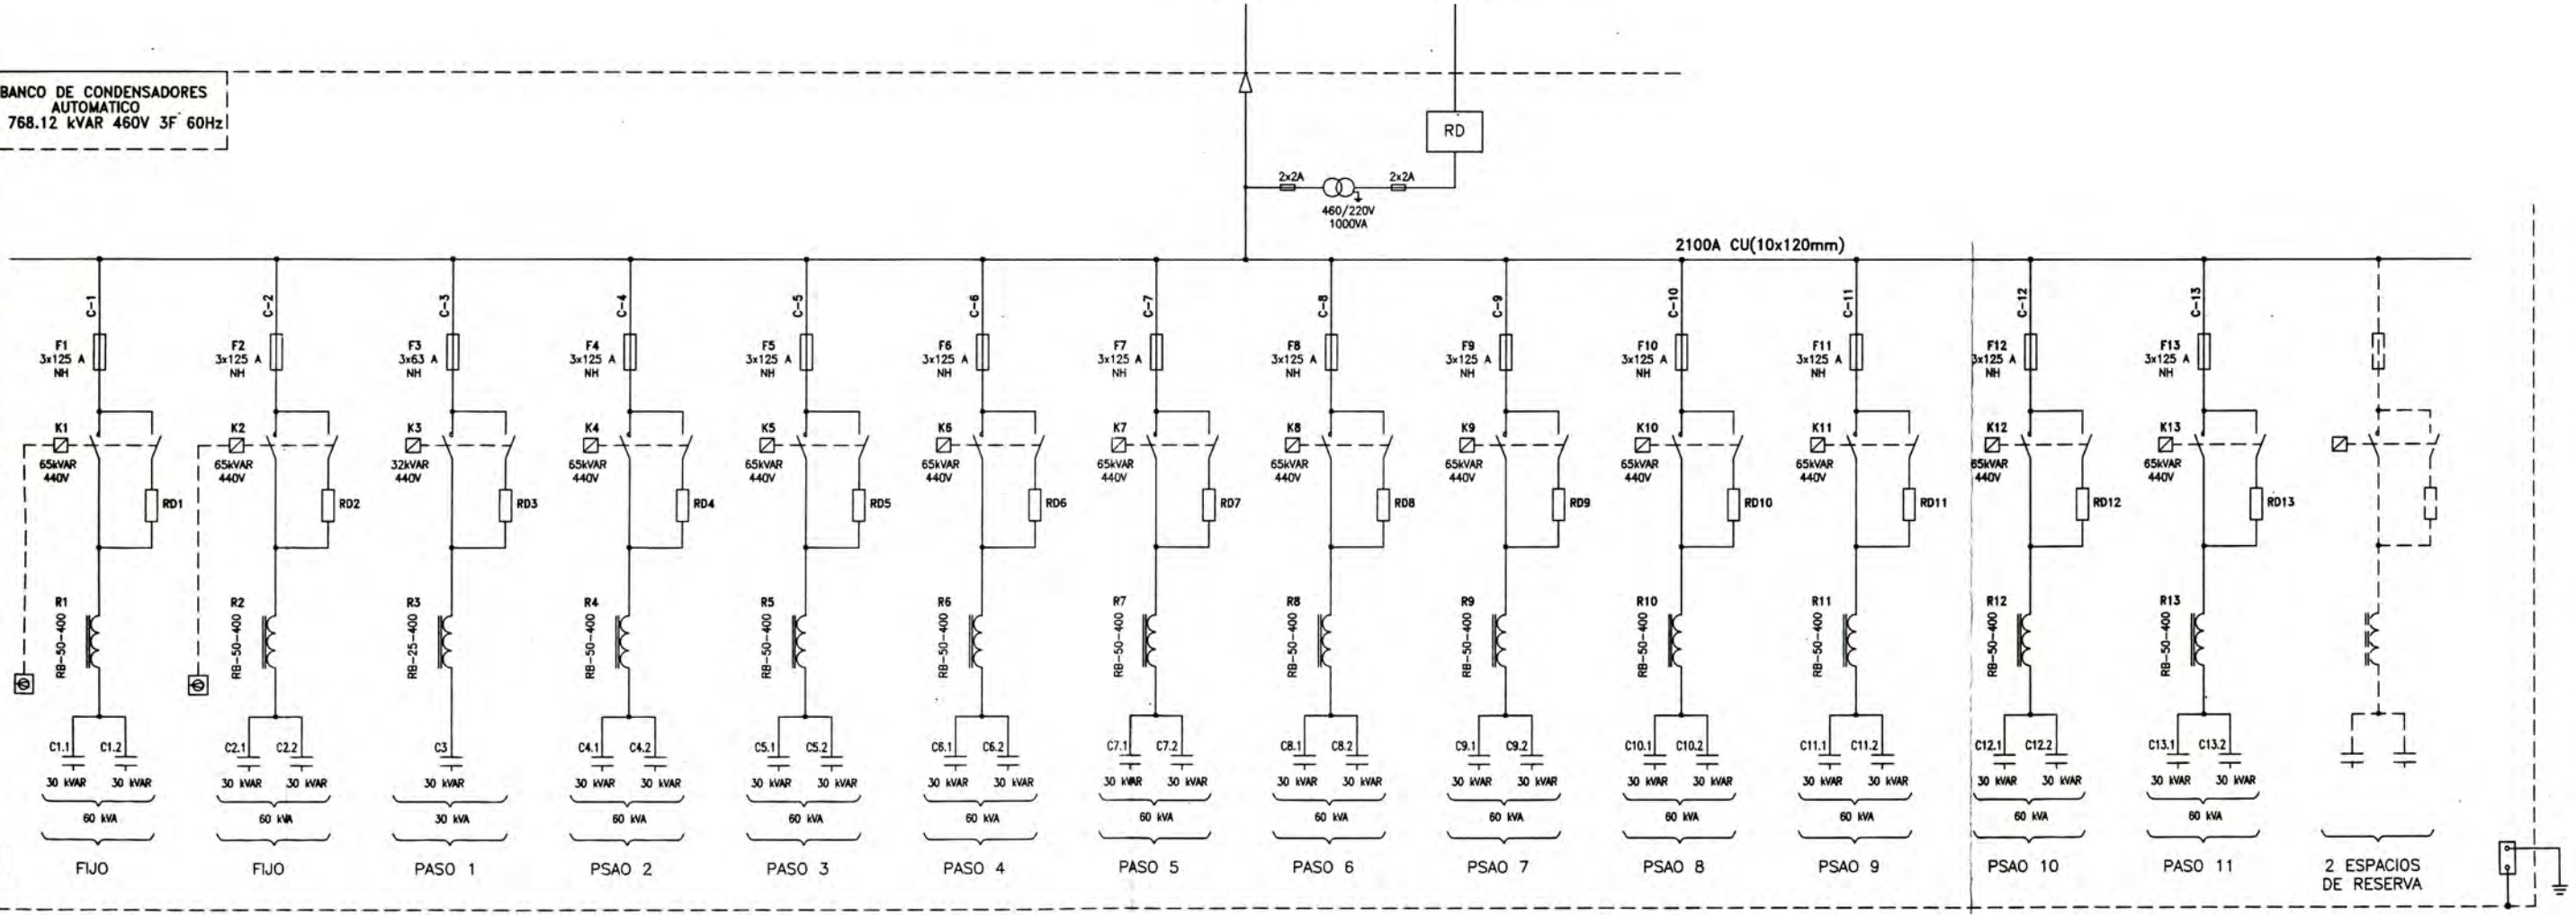 BANCO DE CONDENSADORES
AUTOMATICO
768.12 kVAR 460V 3F 60Hz
RD
2x2A
2x2A
460/220V
1000VA
2100A CU(10x120mm)
C-1
F1
3x125 A
NH
K1
65kVAR
440V
RD1
R1
RB-50-400
C1.1
C1.2
30 kVAR
30 kVAR
60 kVA
FIJO
C-2
F2
3x125 A
NH
K2
65kVAR
440V
RD2
R2
RB-50-400
C2.1
C2.2
30 kVAR
30 kVAR
60 kVA
FIJO
C-3
F3
3x63 A
NH
K3
32kVAR
440V
RD3
R3
RB-25-400
C3
30 kVAR
30 kVA
PASO 1
C-4
F4
3x125 A
NH
K4
65kVAR
440V
RD4
R4
RB-50-400
C4.1
C4.2
30 kVAR
30 kVAR
60 kVA
PSAO 2
C-5
F5
3x125 A
NH
K5
65kVAR
440V
RD5
R5
RB-50-400
C5.1
C5.2
30 kVAR
30 kVAR
60 kVA
PASO 3
C-6
F6
3x125 A
NH
K6
65kVAR
440V
RD6
R6
RB-50-400
C6.1
C6.2
30 kVAR
30 kVAR
60 kVA
PASO 4
C-7
F7
3x125 A
NH
K7
65kVAR
440V
RD7
R7
RB-50-400
C7.1
C7.2
30 kVAR
30 kVAR
60 kVA
PASO 5
C-8
F8
3x125 A
NH
K8
65kVAR
440V
RD8
R8
RB-50-400
C8.1
C8.2
30 kVAR
30 kVAR
60 kVA
PASO 6
C-9
F9
3x125 A
NH
K9
65kVAR
440V
RD9
R9
RB-50-400
C9.1
C9.2
30 kVAR
30 kVAR
60 kVA
PSAO 7
C-10
F10
3x125 A
NH
K10
65kVAR
440V
RD10
R10
RB-50-400
C10.1
C10.2
30 kVAR
30 kVAR
60 kVA
PSAO 8
C-11
F11
3x125 A
NH
K11
65kVAR
440V
RD11
R11
RB-50-400
C11.1
C11.2
30 kVAR
30 kVAR
60 kVA
PSAO 9
C-12
F12
3x125 A
NH
K12
65kVAR
440V
RD12
R12
RB-50-400
C12.1
C12.2
30 kVAR
30 kVAR
60 kVA
PSAO 10
C-13
F13
3x125 A
NH
K13
65kVAR
440V
RD13
R13
RB-50-400
C13.1
C13.2
30 kVAR
30 kVAR
60 kVA
PASO 11
2 ESPACIOS
DE RESERVA